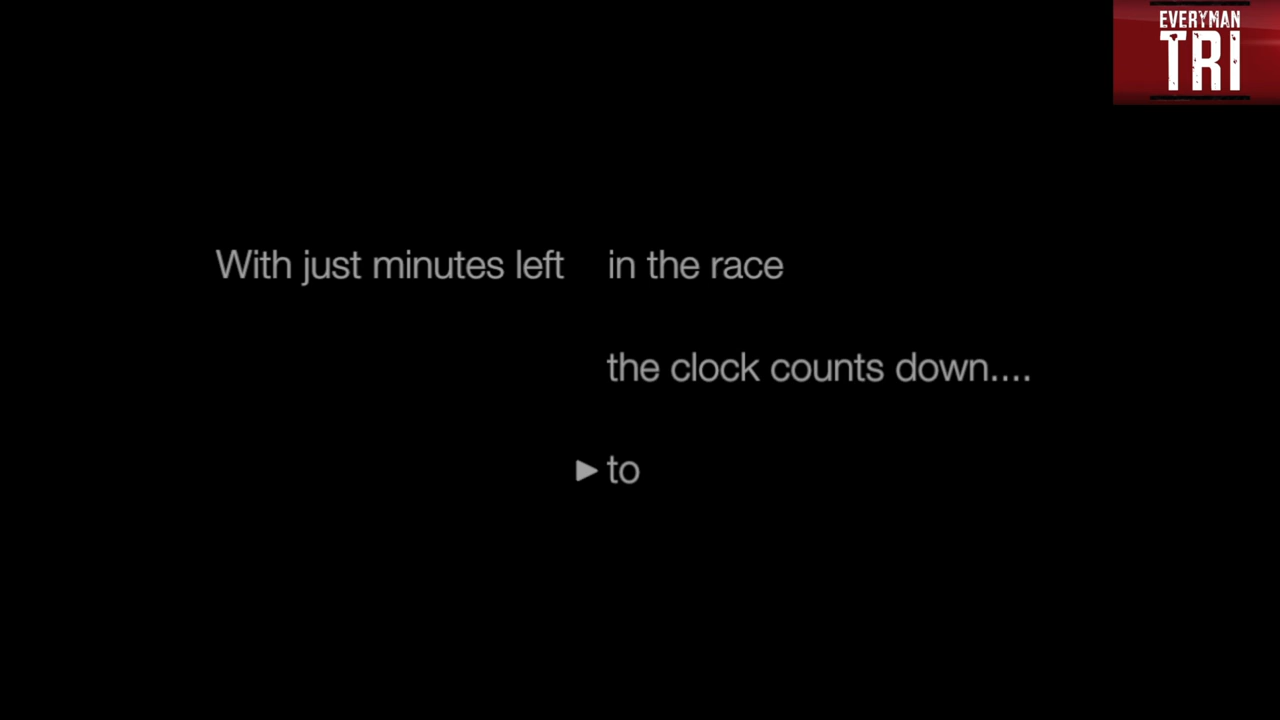 EVERYMAN
TRI
With just minutes left in the race
the clock counts down....
to